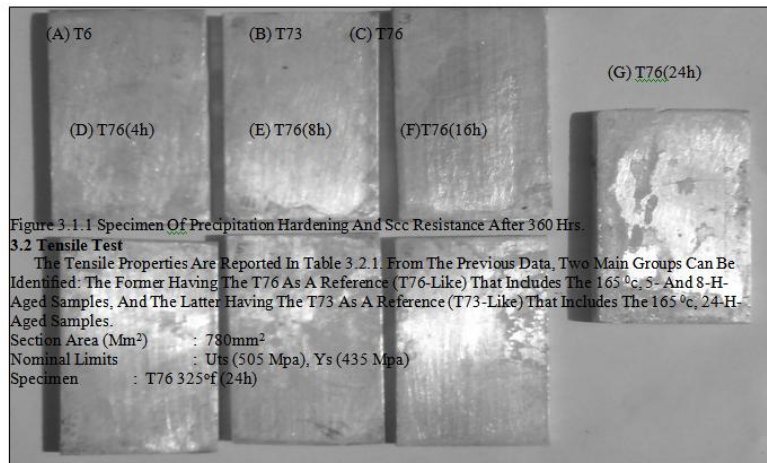 (A) T6 (B) T73 (C) T76
(G) T76(24h)
(D) T76(4h) (E) T76(8h) (F)T76(16h)
Figure 3.1.1 Specimen Of Precipitation Hardening And Scc Resistance After 360 Hrs.
3.2 Tensile Test
The Tensile Properties Are Reported In Table 3.2.1. From The Previous Data, Two Main Groups Can Be
Identified: The Former Having The T76 As A Reference (T76-Like) That Includes The 165 ⁰c, 5- And 8-H-
Aged Samples, And The Latter Having The T73 As A Reference (T73-Like) That Includes The 165 ⁰c, 24-H-
Aged Samples.
Section Area (Mm²) : 780mm²
Nominal Limits : Uts (505 Mpa), Ys (435 Mpa)
Specimen : T76 325⁰f (24h)